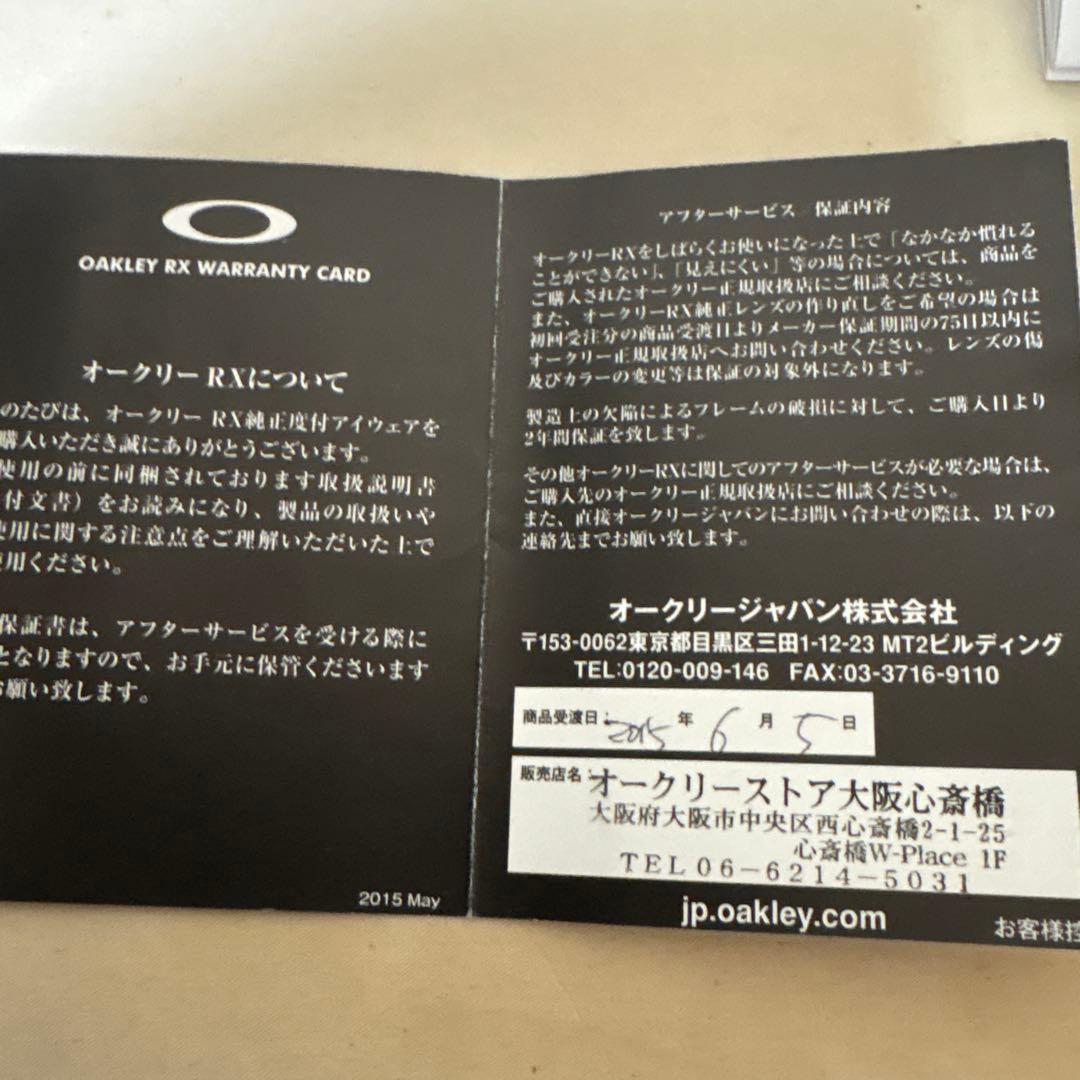 OAKLEY RX WARRANTY CARD
オークリー RXについて
のたびは、オークリー RX純正度付アイウェアを
購入いただき誠にありがとうございます。
使用の前に同梱されております取扱説明書
付文書）をお読みになり、製品の取扱いや
使用に関する注意点をご理解いただいた上で
用ください。
保証書は、アフターサービスを受ける際に
となりますので、お手元に保管くださいます
お願い致します。
2015 May
アフターサービス／保証内容
オークリーRXをしばらくお使いになった上で「なかなか慣れる
ことができない」、「見えにくい」等の場合については、商品を
ご購入されたオークリー正規取扱店にご相談ください。
また、オークリーRX純正レンズの作り直しをご希望の場合は
初回受注分の商品受渡日よりメーカー保証期間の75日以内に
オークリー正規取扱店へお問い合わせください。レンズの傷
及びカラーの変更等は保証の対象外になります。
製造上の欠陥によるフレームの破損に対して、ご購入日より
2年間保証を致します。
その他オークリーRXに関してのアフターサービスが必要な場合は、
ご購入先のオークリー正規取扱店にご相談ください。
また、直接オークリージャパンにお問い合わせの際は、以下の
連絡先までお願い致します。
オークリージャパン株式会社
〒153-0062東京都目黒区三田1-12-23 MT2ビルディング
TEL:0120-009-146 FAX:03-3716-9110
商品受渡日： 2015 年 6 月 5 日
販売店名：オークリーストア大阪心斎橋
大阪府大阪市中央区西心斎橋2-1-25
心斎橋W-Place 1F
TEL 06-6214-5031
jp.oakley.com
お客様控